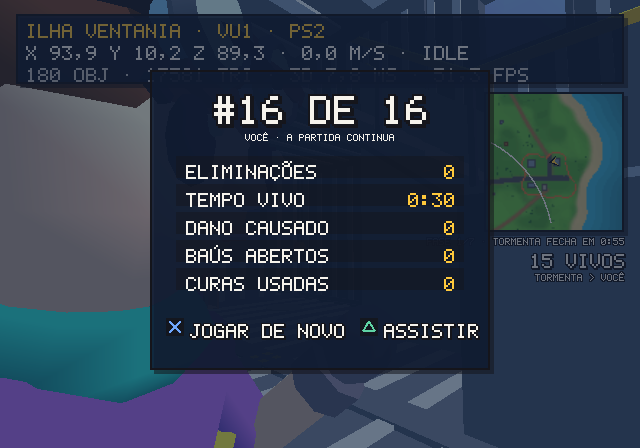 ILHA VENTANIA · VU1 · PS2
X 93,9 Y 10,2 Z 89,3 · 0,0 M/S · IDLE
180 OBJ · FPS
#16 DE 16
VOCÊ · A PARTIDA CONTINUA
ELIMINAÇÕES 0
TEMPO VIVO 0:30
DANO CAUSADO 0
BAÚS ABERTOS 0
CURAS USADAS 0
JOGAR DE NOVO ASSISTIR
TORMENTA FECHA EM 0:55
15 VIVOS
TORMENTA > VOCÊ